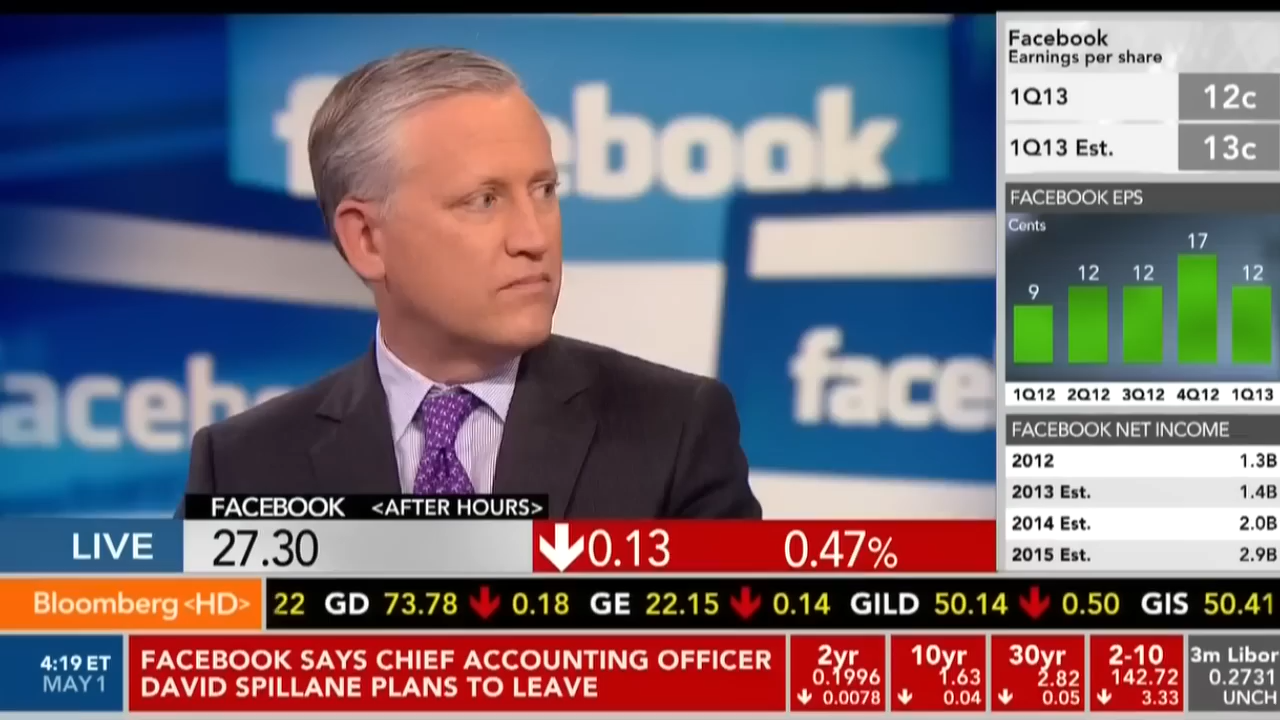 facebook
facebook
facebook
Facebook
Earnings per share
1Q13 12c
1Q13 Est. 13c
FACEBOOK EPS
Cents
9 12 12 17 12
1Q12 2Q12 3Q12 4Q12 1Q13
FACEBOOK NET INCOME
2012 1.3B
2013 Est. 1.4B
2014 Est. 2.0B
2015 Est. 2.9B
FACEBOOK <AFTER HOURS>
LIVE 27.30 0.13 0.47%
Bloomberg <HD> 22 GD 73.78 0.18 GE 22.15 0.14 GILD 50.14 0.50 GIS 50.41
4:19 ET
MAY 1
FACEBOOK SAYS CHIEF ACCOUNTING OFFICER
DAVID SPILLANE PLANS TO LEAVE
2yr
0.1996
0.0078
10yr
1.63
0.04
30yr
2.82
0.05
2-10
142.72
3.33
3m Libor
0.2731
UNCH